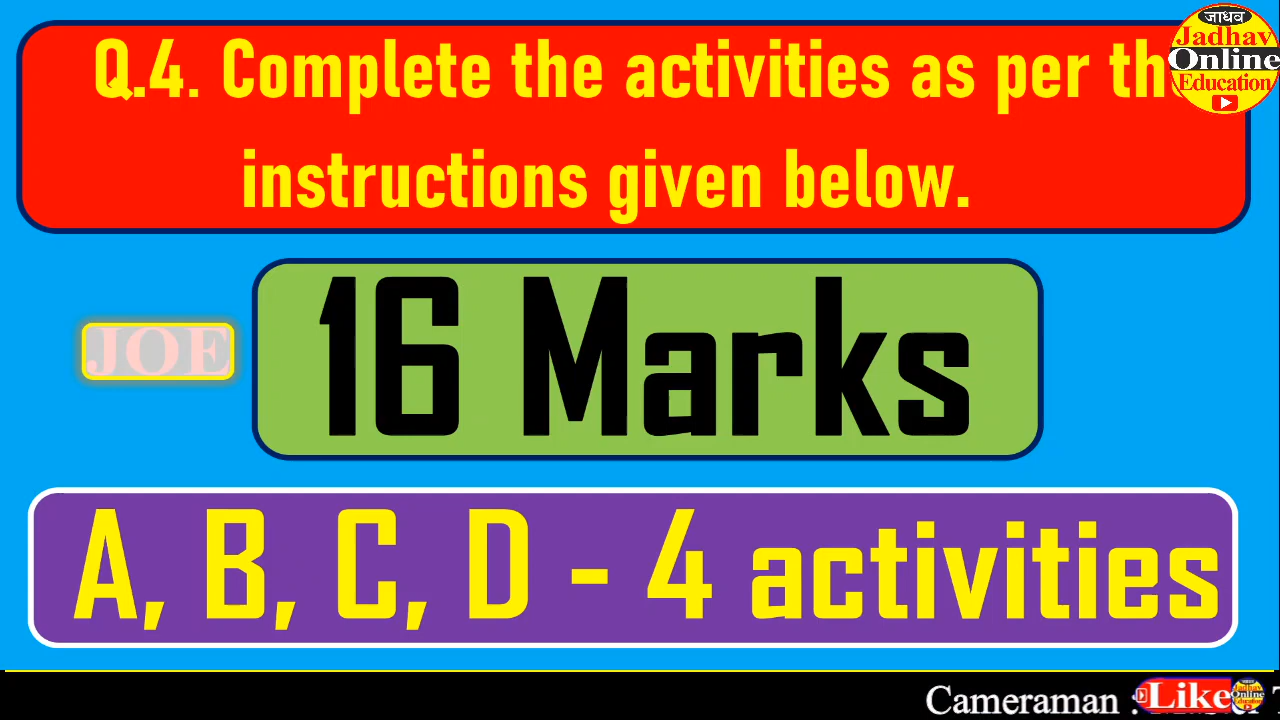 Q.4. Complete the activities as per th
instructions given below.
जाधव
Jadhav
Online
Education
JOE
16 Marks
A, B, C, D - 4 activities
Cameraman :
Like